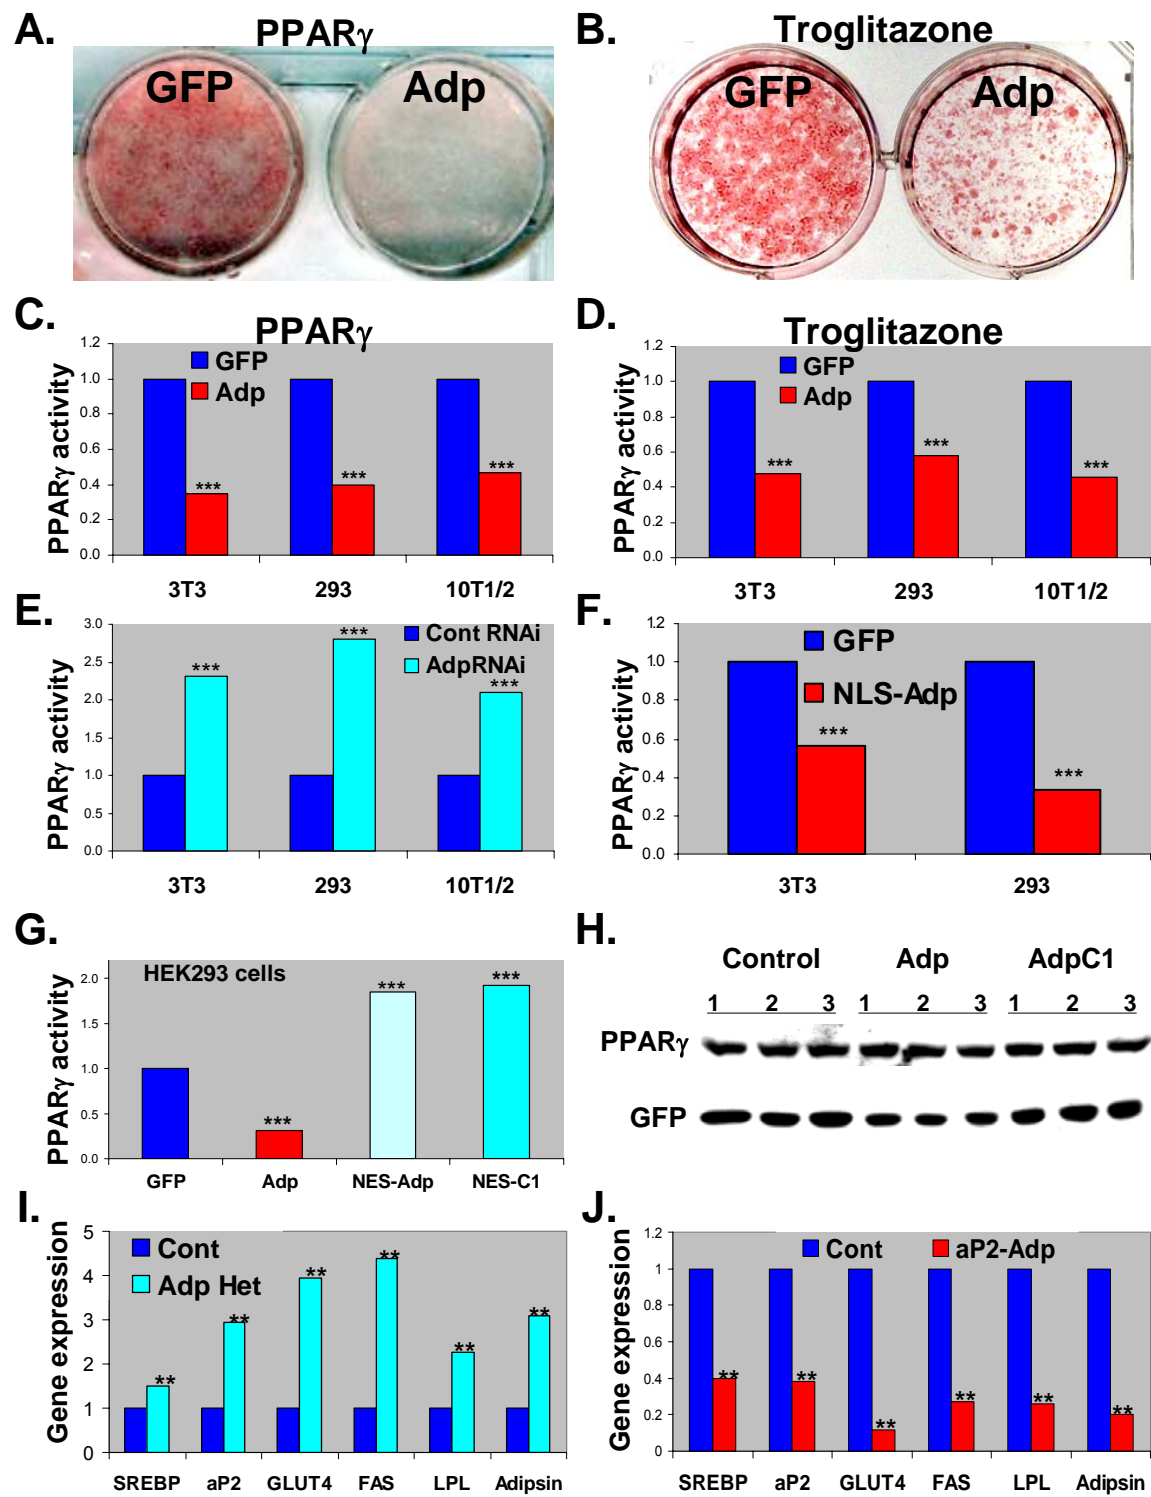 A.
PPARγ
GFP
Adp
B.
Troglitazone
GFP
Adp
C.
PPARγ
PPARγ activity
1.2
1.0
0.8
0.6
0.4
0.2
0.0
GFP
Adp
***
***
***
3T3
293
10T1/2
D.
Troglitazone
PPARγ activity
1.2
1.0
0.8
0.6
0.4
0.2
0.0
GFP
Adp
***
***
***
3T3
293
10T1/2
E.
PPARγ activity
3.0
2.5
2.0
1.5
1.0
0.5
0.0
Cont RNAi
AdpRNAi
***
***
***
3T3
293
10T1/2
F.
PPARγ activity
1.2
1.0
0.8
0.6
0.4
0.2
0.0
GFP
NLS-Adp
***
***
3T3
293
G.
PPARγ activity
2.0
1.5
1.0
0.5
0.0
HEK293 cells
***
***
***
GFP
Adp
NES-Adp
NES-C1
H.
Control
Adp
AdpC1
1 2 3 1 2 3 1 2 3
PPARγ
GFP
I.
Gene expression
5
4
3
2
1
0
Cont
Adp Het
**
**
**
**
**
**
SREBP
aP2
GLUT4
FAS
LPL
Adipsin
J.
Gene expression
1.2
1
0.8
0.6
0.4
0.2
0
Cont
aP2-Adp
**
**
**
**
**
**
SREBP
aP2
GLUT4
FAS
LPL
Adipsin